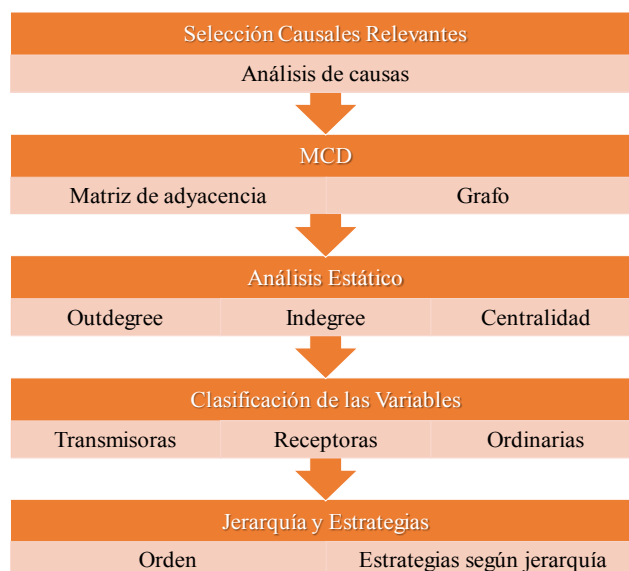 Selección Causales Relevantes
Análisis de causas
MCD
Matriz de adyacencia Grafo
Análisis Estático
Outdegree Indegree Centralidad
Clasificación de las Variables
Transmisoras Receptoras Ordinarias
Jerarquía y Estrategias
Orden Estrategias según jerarquía